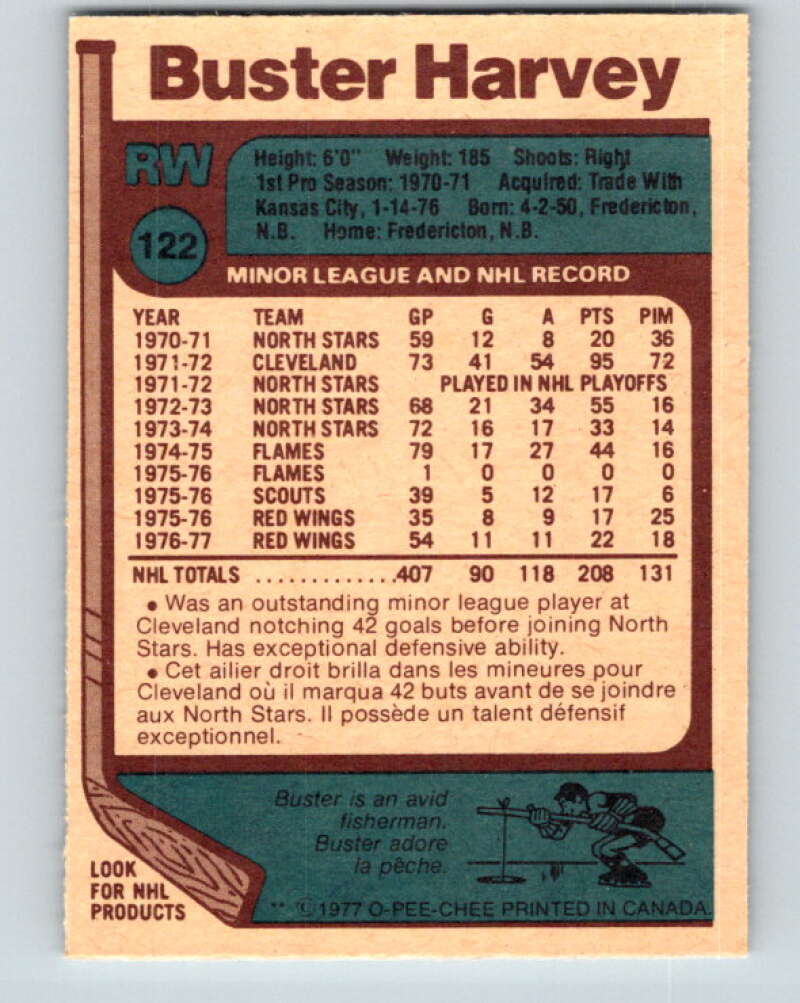 Buster Harvey
RW
122
Height: 6'0" Weight: 185 Shoots: Right
1st Pro Season: 1970-71 Acquired: Trade With
Kansas City, 1-14-76 Born: 4-2-50, Fredericton,
N.B. Home: Fredericton, N.B.
MINOR LEAGUE AND NHL RECORD
YEAR TEAM GP G A PTS PIM
1970-71 NORTH STARS 59 12 8 20 36
1971-72 CLEVELAND 73 41 54 95 72
1971-72 NORTH STARS PLAYED IN NHL PLAYOFFS
1972-73 NORTH STARS 68 21 34 55 16
1973-74 NORTH STARS 72 16 17 33 14
1974-75 FLAMES 79 17 27 44 16
1975-76 FLAMES 1 0 0 0 0
1975-76 SCOUTS 39 5 12 17 6
1975-76 RED WINGS 35 8 9 17 25
1976-77 RED WINGS 54 11 11 22 18
NHL TOTALS .............407 90 118 208 131
• Was an outstanding minor league player at
Cleveland notching 42 goals before joining North
Stars. Has exceptional defensive ability.
• Cet ailier droit brilla dans les mineures pour
Cleveland où il marqua 42 buts avant de se joindre
aux North Stars. Il possède un talent défensif
exceptionnel.
Buster is an avid
fisherman.
Buster adore
la pêche.
LOOK
FOR NHL
PRODUCTS
** © 1977 O-PEE-CHEE PRINTED IN CANADA